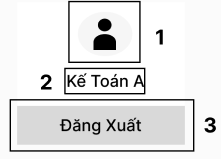 1
2 Kế Toán A
Đăng Xuất 3